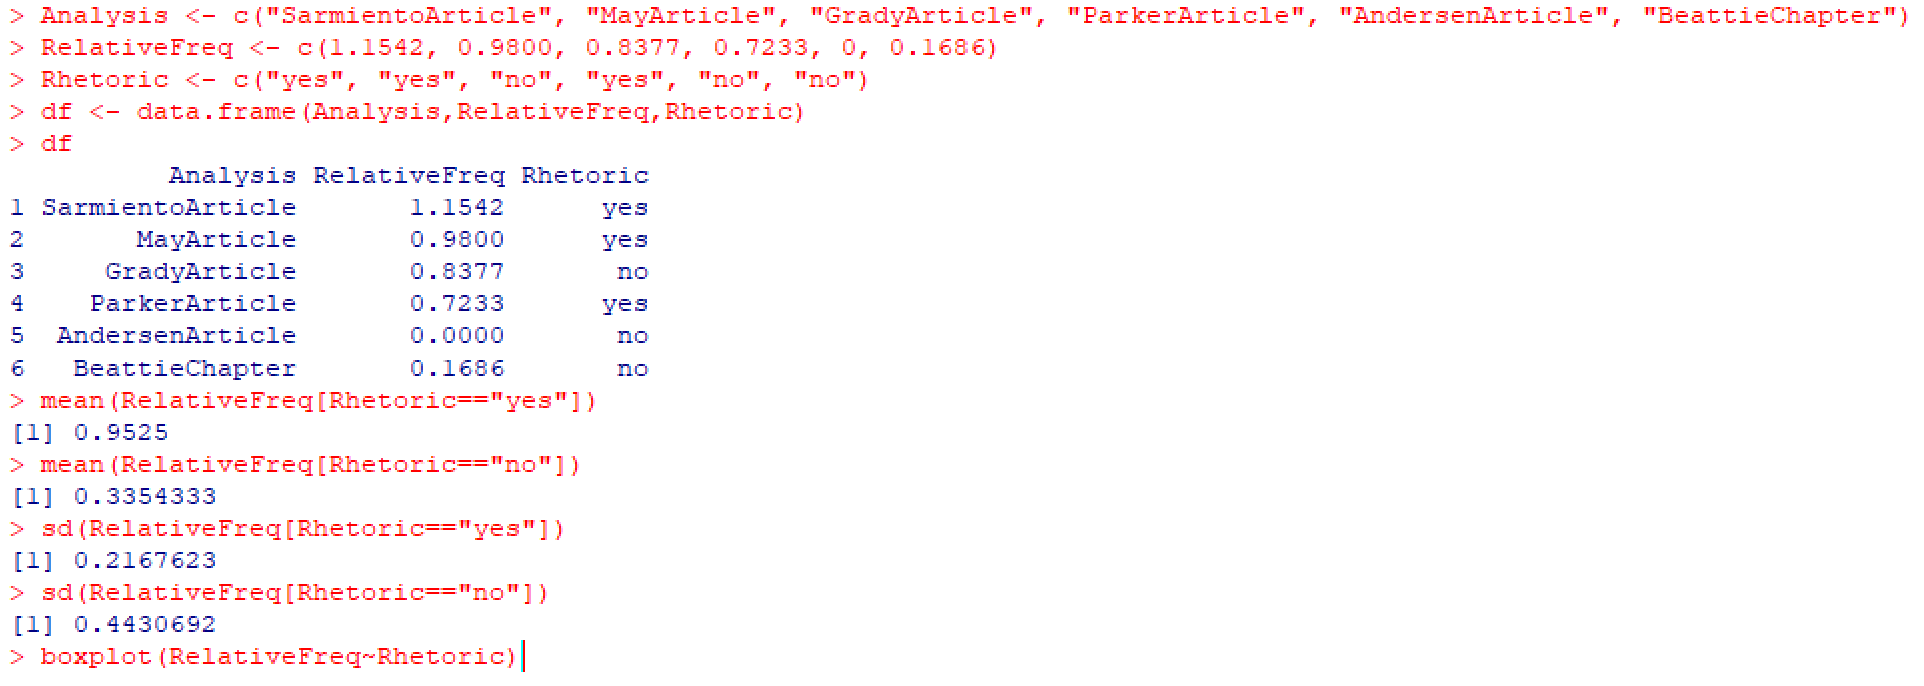 > Analysis <- c("SarmientoArticle", "MayArticle", "GradyArticle", "ParkerArticle", "AndersenArticle", "BeattieChapter")
> RelativeFreq <- c(1.1542, 0.9800, 0.8377, 0.7233, 0, 0.1686)
> Rhetoric <- c("yes", "yes", "no", "yes", "no", "no")
> df <- data.frame(Analysis,RelativeFreq,Rhetoric)
> df
          Analysis RelativeFreq Rhetoric
1 SarmientoArticle       1.1542      yes
2       MayArticle       0.9800      yes
3     GradyArticle       0.8377       no
4    ParkerArticle       0.7233      yes
5  AndersenArticle       0.0000       no
6   BeattieChapter       0.1686       no
> mean(RelativeFreq[Rhetoric=="yes"])
[1] 0.9525
> mean(RelativeFreq[Rhetoric=="no"])
[1] 0.3354333
> sd(RelativeFreq[Rhetoric=="yes"])
[1] 0.2167623
> sd(RelativeFreq[Rhetoric=="no"])
[1] 0.4430692
> boxplot(RelativeFreq~Rhetoric)